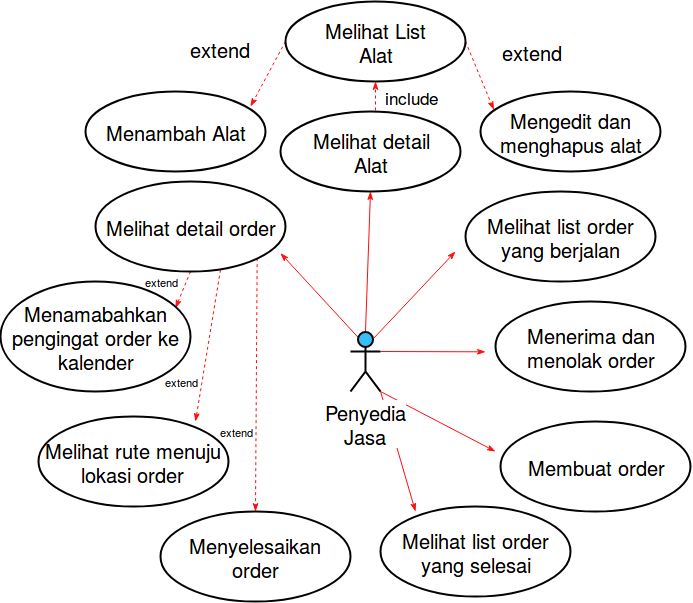 Melihat List
Alat
extend
extend
include
Menambah Alat
Melihat detail
Alat
Mengedit dan
menghapus alat
Melihat detail order
Melihat list order
yang berjalan
extend
Menamabahkan
pengingat order ke
kalender
Menerima dan
menolak order
extend
Penyedia
Jasa
extend
Melihat rute menuju
lokasi order
Membuat order
Menyelesaikan
order
Melihat list order
yang selesai